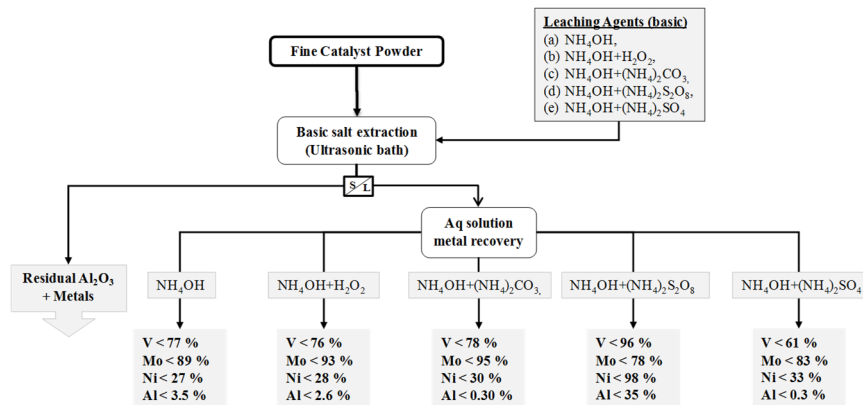 Fine Catalyst Powder
Leaching Agents (basic)
(a) NH₄OH,
(b) NH₄OH+H₂O₂,
(c) NH₄OH+(NH₄)₂CO₃,
(d) NH₄OH+(NH₄)₂S₂O₈,
(e) NH₄OH+(NH₄)₂SO₄
Basic salt extraction
(Ultrasonic bath)
S/L
Aq solution
metal recovery
Residual Al₂O₃
+ Metals
NH₄OH
NH₄OH+H₂O₂
NH₄OH+(NH₄)₂CO₃,
NH₄OH+(NH₄)₂S₂O₈
NH₄OH+(NH₄)₂SO₄
V < 77 %
Mo < 89 %
Ni < 27 %
Al < 3.5 %
V < 76 %
Mo < 93 %
Ni < 28 %
Al < 2.6 %
V < 78 %
Mo < 95 %
Ni < 30 %
Al < 0.30 %
V < 96 %
Mo < 78 %
Ni < 98 %
Al < 35 %
V < 61 %
Mo < 83 %
Ni < 33 %
Al < 0.3 %